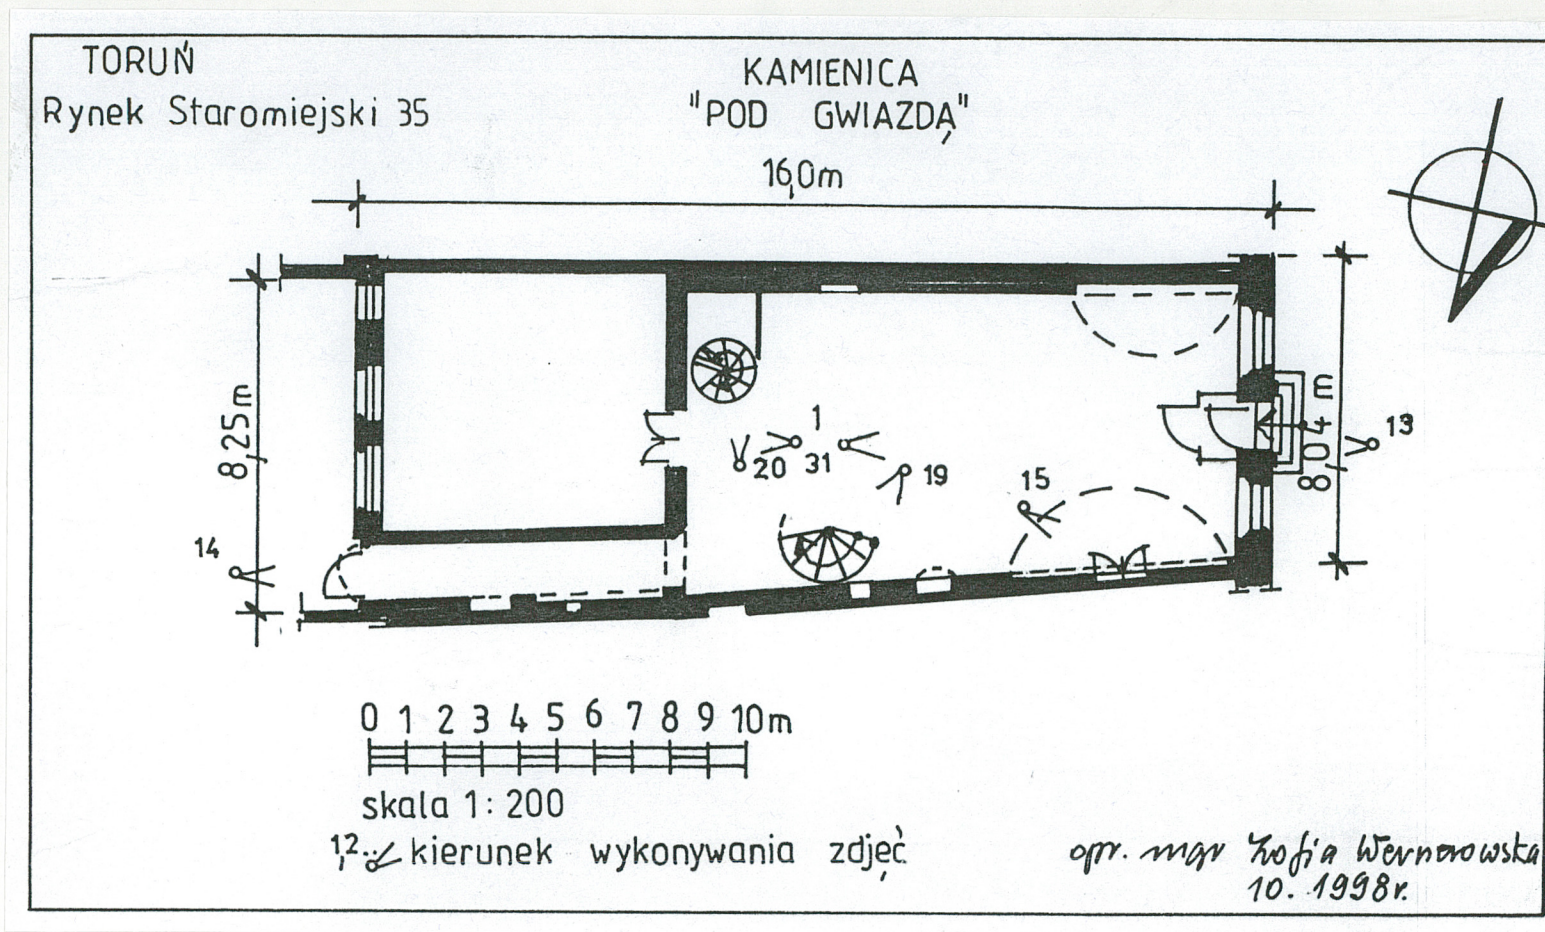 TORUŃ
Rynek Staromiejski 35
KAMIENICA
"POD GWIAZDĄ"
16,0m
8,25m
8,04 m
13
1
20 31
19
15
14
0 1 2 3 4 5 6 7 8 9 10m
skala 1:200
1,2.. kierunek wykonywania zdjęć
opr. mgr Zofia Wernerowska
10. 1998r.